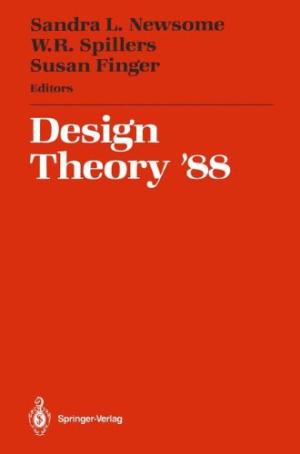 Sandra L. Newsome
W.R. Spillers
Susan Finger
Editors
Design
Theory '88
Springer-Verlag